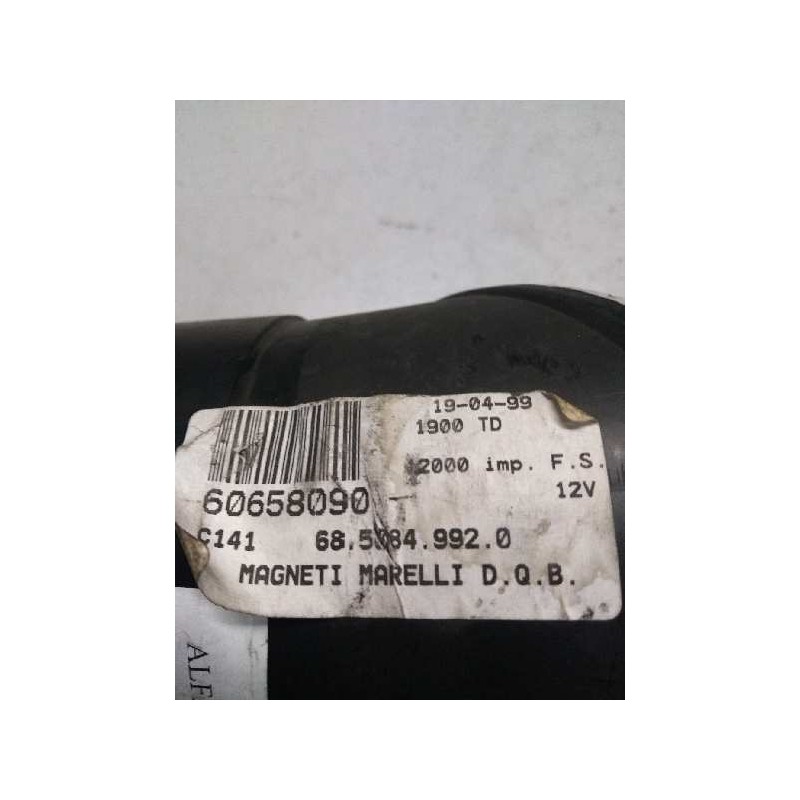 19-04-99
1900 TD
2000 imp. F.S.
12V
60658090
C141 68.5084.992.0
MAGNETI MARELLI D.Q.B.
ALF